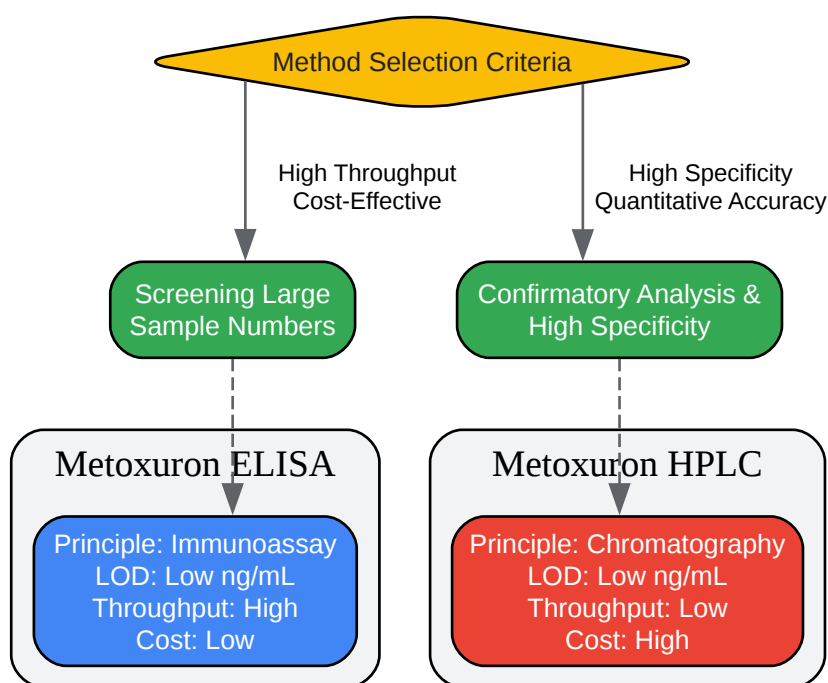 Method Selection Criteria
High Throughput
Cost-Effective
High Specificity
Quantitative Accuracy
Screening Large
Sample Numbers
Confirmatory Analysis &
High Specificity
Metoxuron ELISA
Metoxuron HPLC
Principle: Immunoassay
LOD: Low ng/mL
Throughput: High
Cost: Low
Principle: Chromatography
LOD: Low ng/mL
Throughput: Low
Cost: High